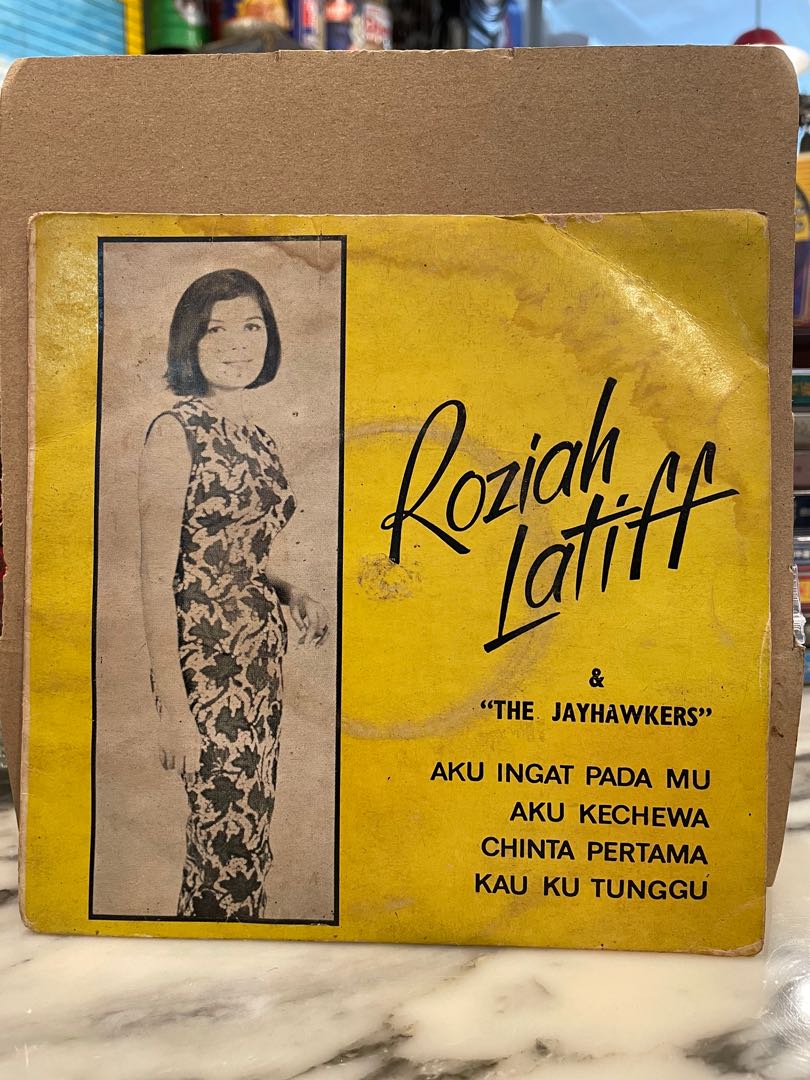 Roziah
Latiff
&
"THE JAYHAWKERS"
AKU INGAT PADA MU
AKU KECHEWA
CHINTA PERTAMA
KAU KU TUNGGU